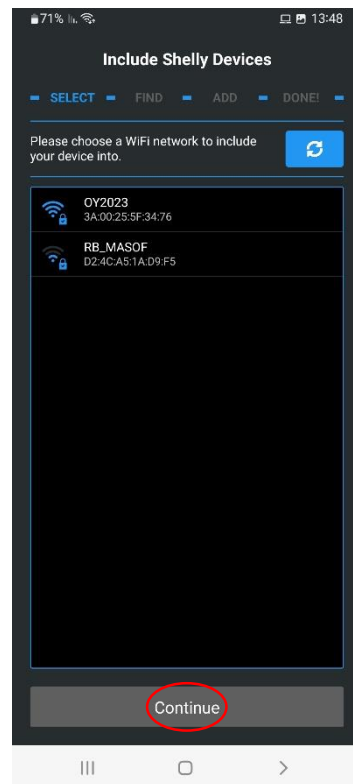 71% 13:48
Include Shelly Devices
SELECT FIND ADD DONE!
Please choose a WiFi network to include
your device into.
OY2023
3A:00:25:5F:34:76
RB_MASOF
D2:4C:A5:1A:D9:F5
Continue